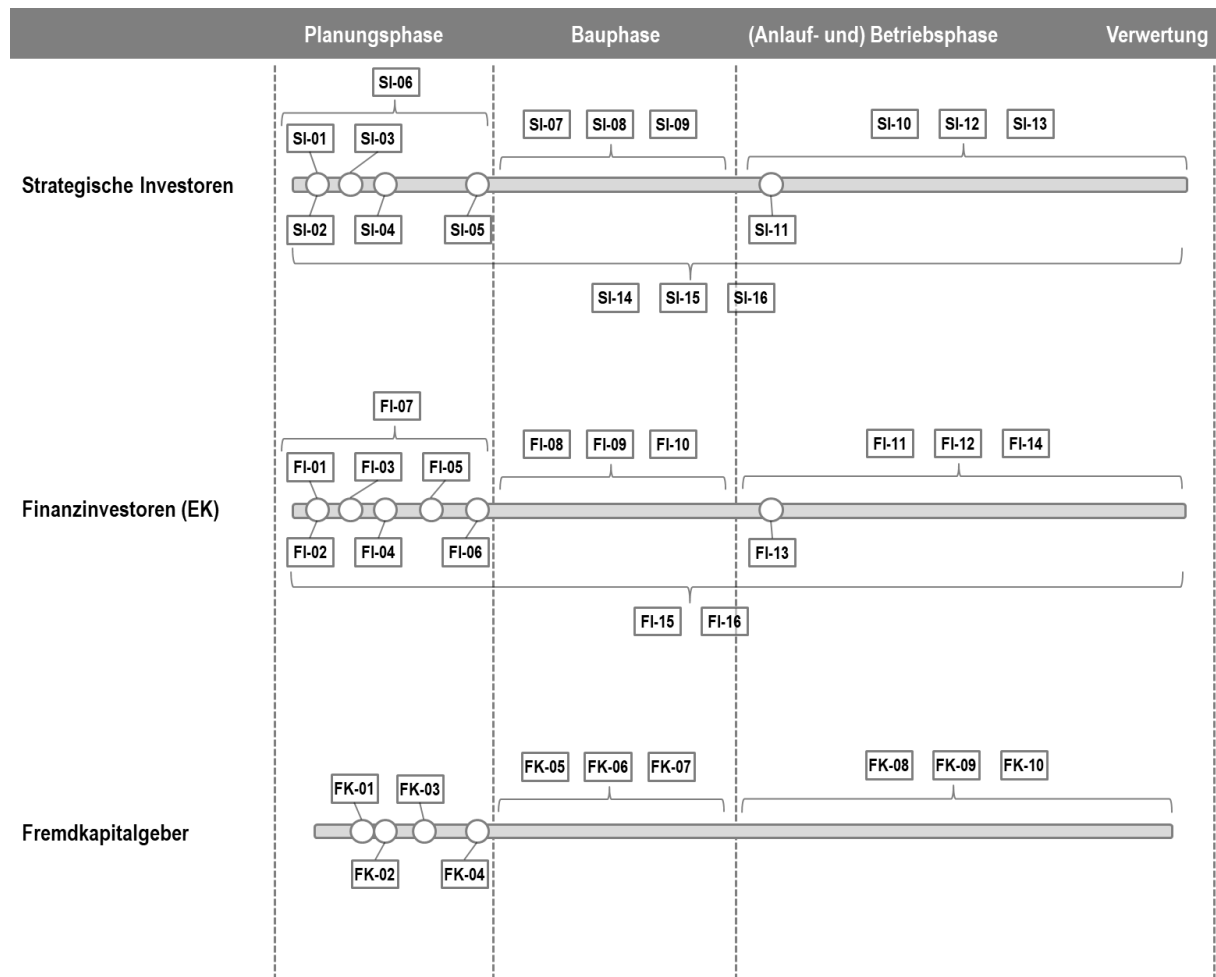 Planungsphase Bauphase (Anlauf- und) Betriebsphase Verwertung
SI-06
SI-07 SI-08 SI-09 SI-10 SI-12 SI-13
SI-01 SI-03
Strategische Investoren
SI-02 SI-04 SI-05 SI-11
SI-14 SI-15 SI-16
FI-07
FI-08 FI-09 FI-10 FI-11 FI-12 FI-14
FI-01 FI-03 FI-05
Finanzinvestoren (EK)
FI-02 FI-04 FI-06 FI-13
FI-15 FI-16
FK-05 FK-06 FK-07 FK-08 FK-09 FK-10
FK-01 FK-03
Fremdkapitalgeber
FK-02 FK-04